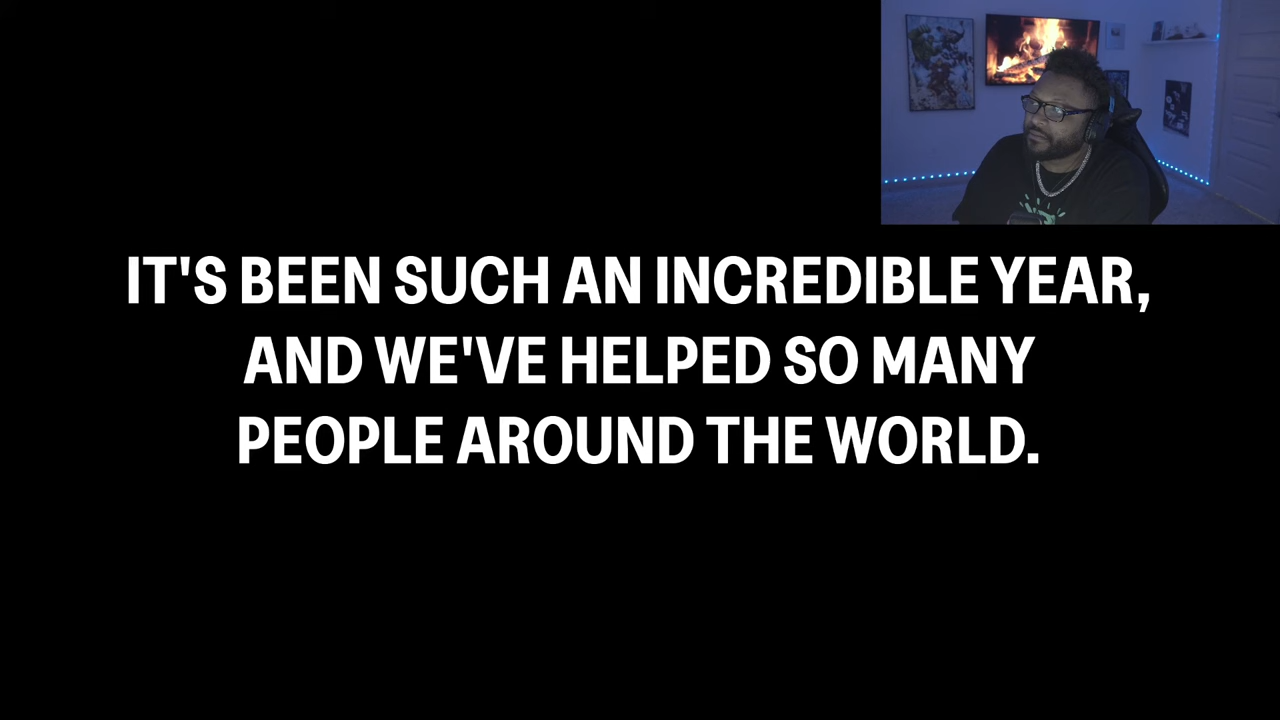 IT'S BEEN SUCH AN INCREDIBLE YEAR,
AND WE'VE HELPED SO MANY
PEOPLE AROUND THE WORLD.